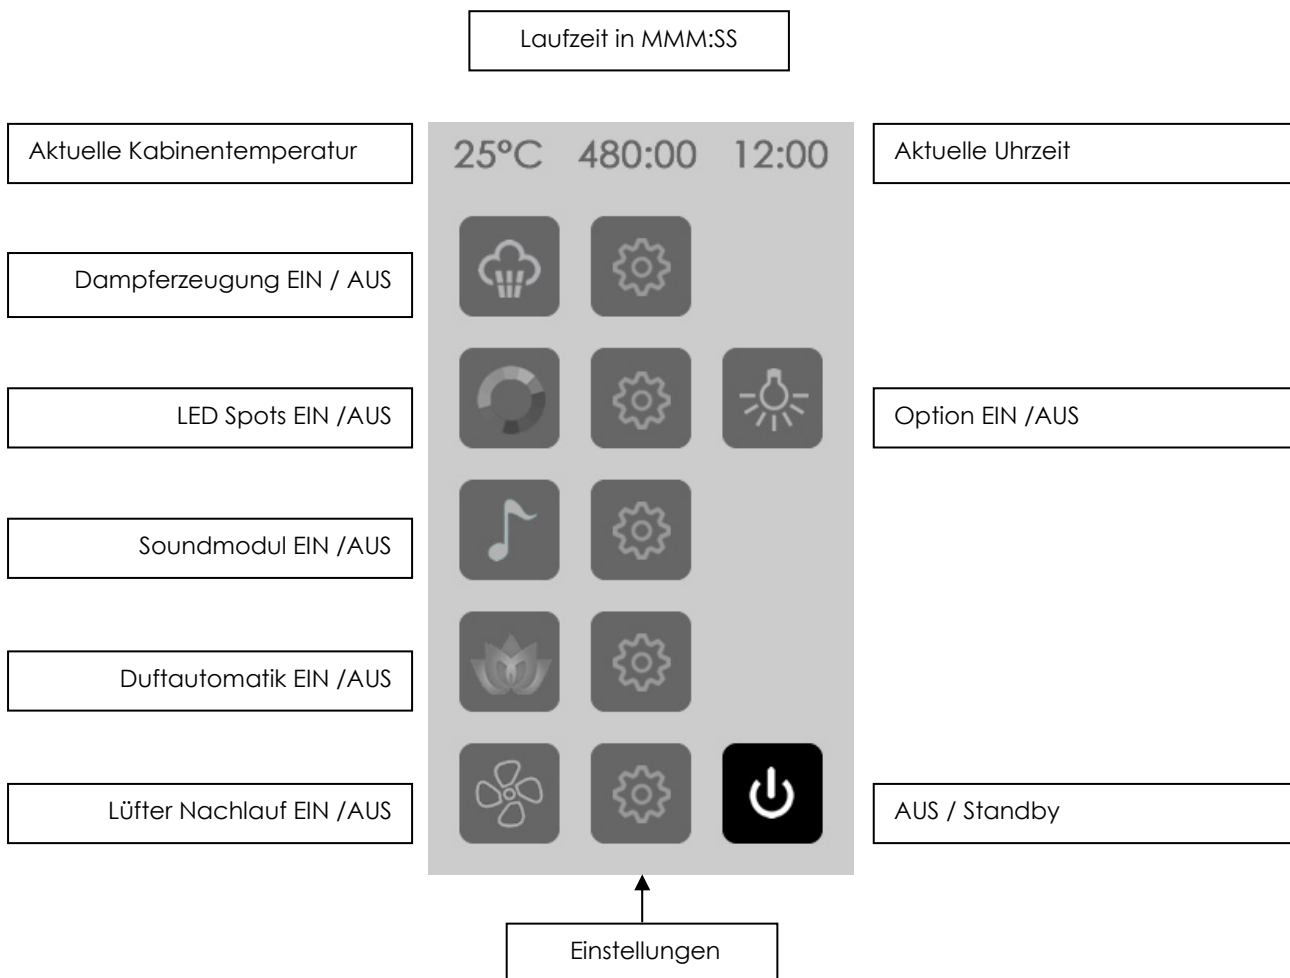 Laufzeit in MMM:SS
Aktuelle Kabinentemperatur
25°C 480:00 12:00
Aktuelle Uhrzeit
Dampferzeugung EIN / AUS
LED Spots EIN /AUS
Option EIN /AUS
Soundmodul EIN /AUS
Duftautomatik EIN /AUS
Lüfter Nachlauf EIN /AUS
AUS / Standby
Einstellungen